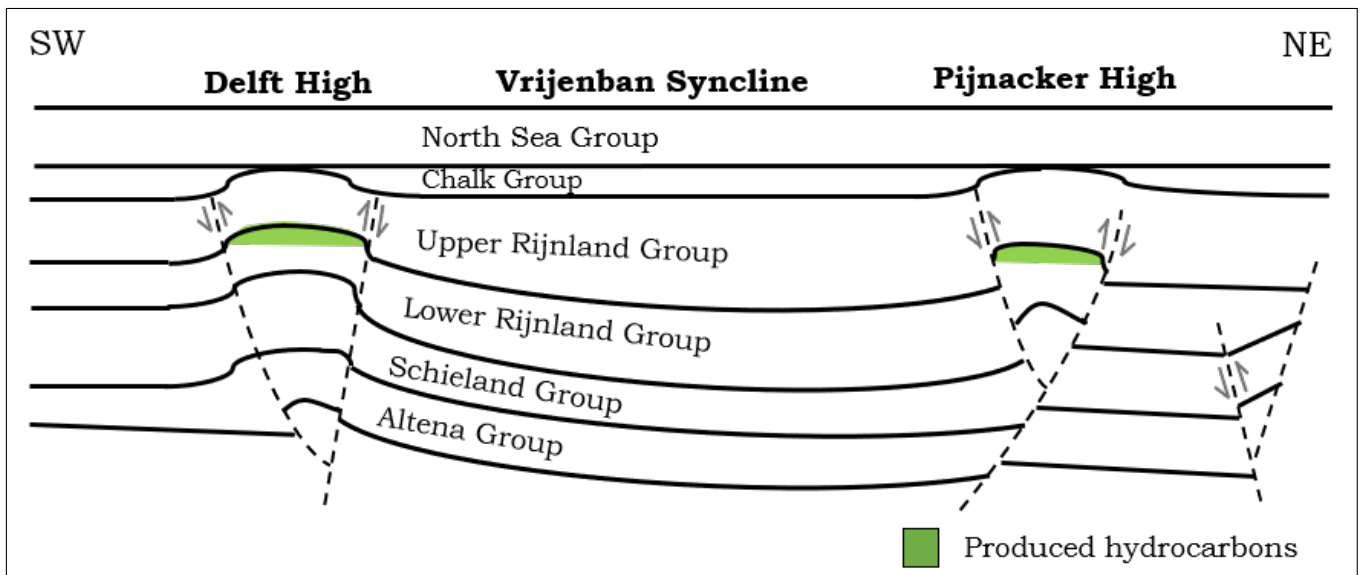 SW
NE
Delft High
Vrijenban Syncline
Pijnacker High
North Sea Group
Chalk Group
Upper Rijnland Group
Lower Rijnland Group
Schieland Group
Altena Group
Produced hydrocarbons